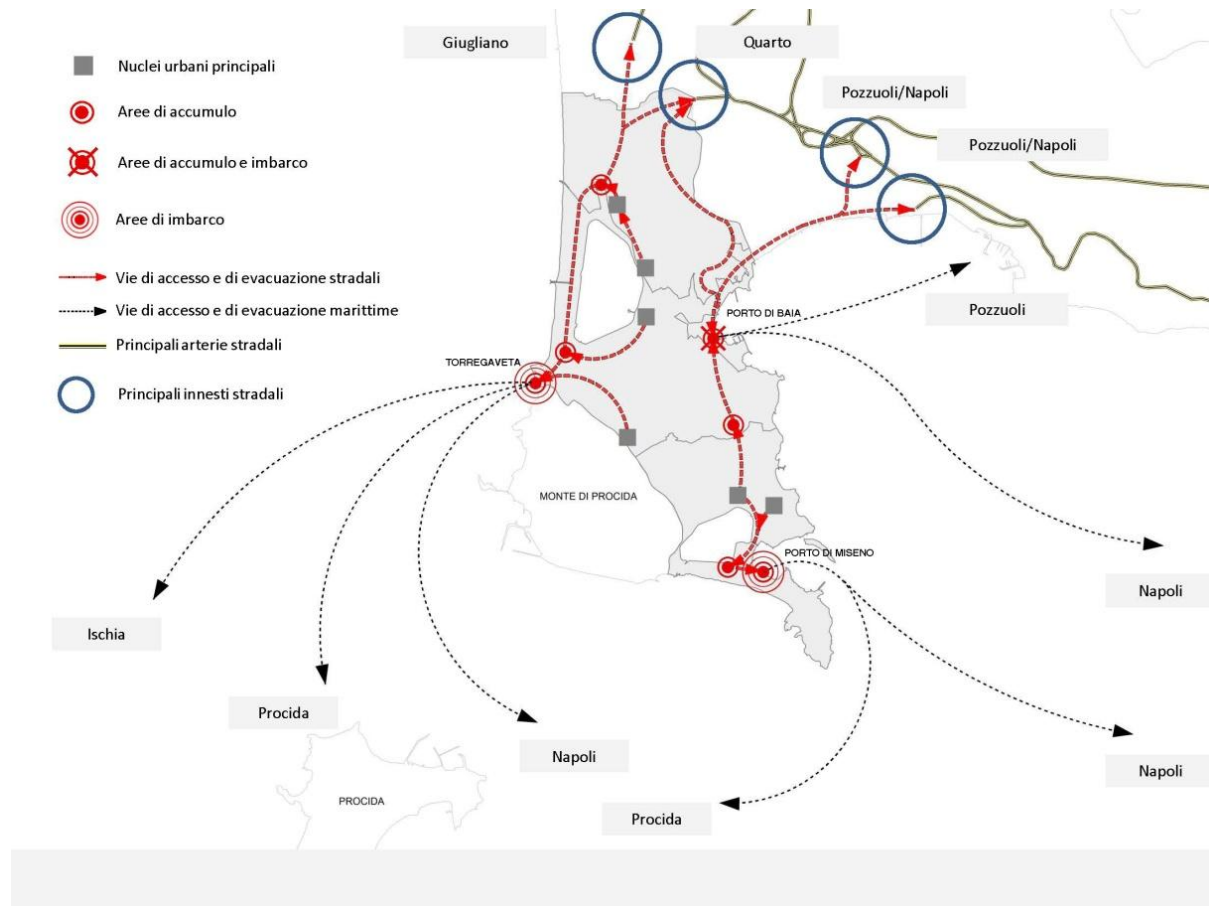 Giugliano
Quarto
Nuclei urbani principali
Pozzuoli/Napoli
Aree di accumulo
Pozzuoli/Napoli
Aree di accumulo e imbarco
Aree di imbarco
Vie di accesso e di evacuazione stradali
Vie di accesso e di evacuazione marittime
Pozzuoli
PORTO DI BAIA
Principali arterie stradali
TORREGAVETA
Principali innesti stradali
MONTE DI PROCIDA
PORTO DI MISENO
Napoli
Ischia
Procida
Napoli
Napoli
PROCIDA
Procida